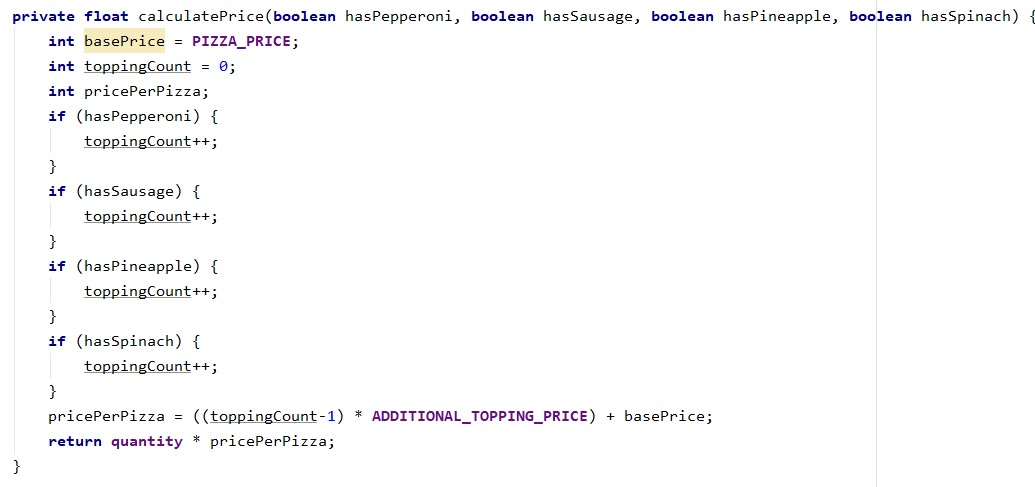 private float calculatePrice(boolean hasPepperoni, boolean hasSausage, boolean hasPineapple, boolean hasSpinach) {
    int basePrice = PIZZA_PRICE;
    int toppingCount = 0;
    int pricePerPizza;
    if (hasPepperoni) {
        toppingCount++;
    }
    if (hasSausage) {
        toppingCount++;
    }
    if (hasPineapple) {
        toppingCount++;
    }
    if (hasSpinach) {
        toppingCount++;
    }
    pricePerPizza = ((toppingCount-1) * ADDITIONAL_TOPPING_PRICE) + basePrice;
    return quantity * pricePerPizza;
}